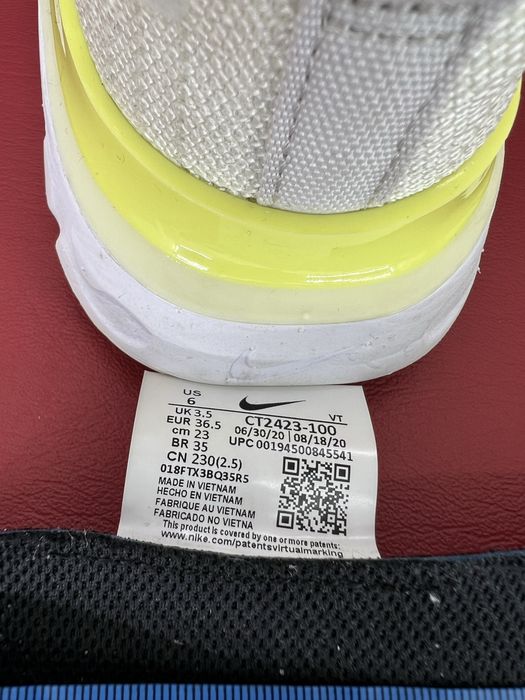 US
6
UK 3.5
EUR 36.5
cm 23
BR 35
CN 230(2.5)
VT
CT2423-100
06/30/20 | 08/18/20
UPC 00194500845541
018FTX3BQ35R5
MADE IN VIETNAM
HECHO EN VIETNAM
FABRIQUE AU VIETNAM
FABRICADO NO VIETNA
This product is covered by one or more patents:
www.nike.com/patentsvirtualmarking